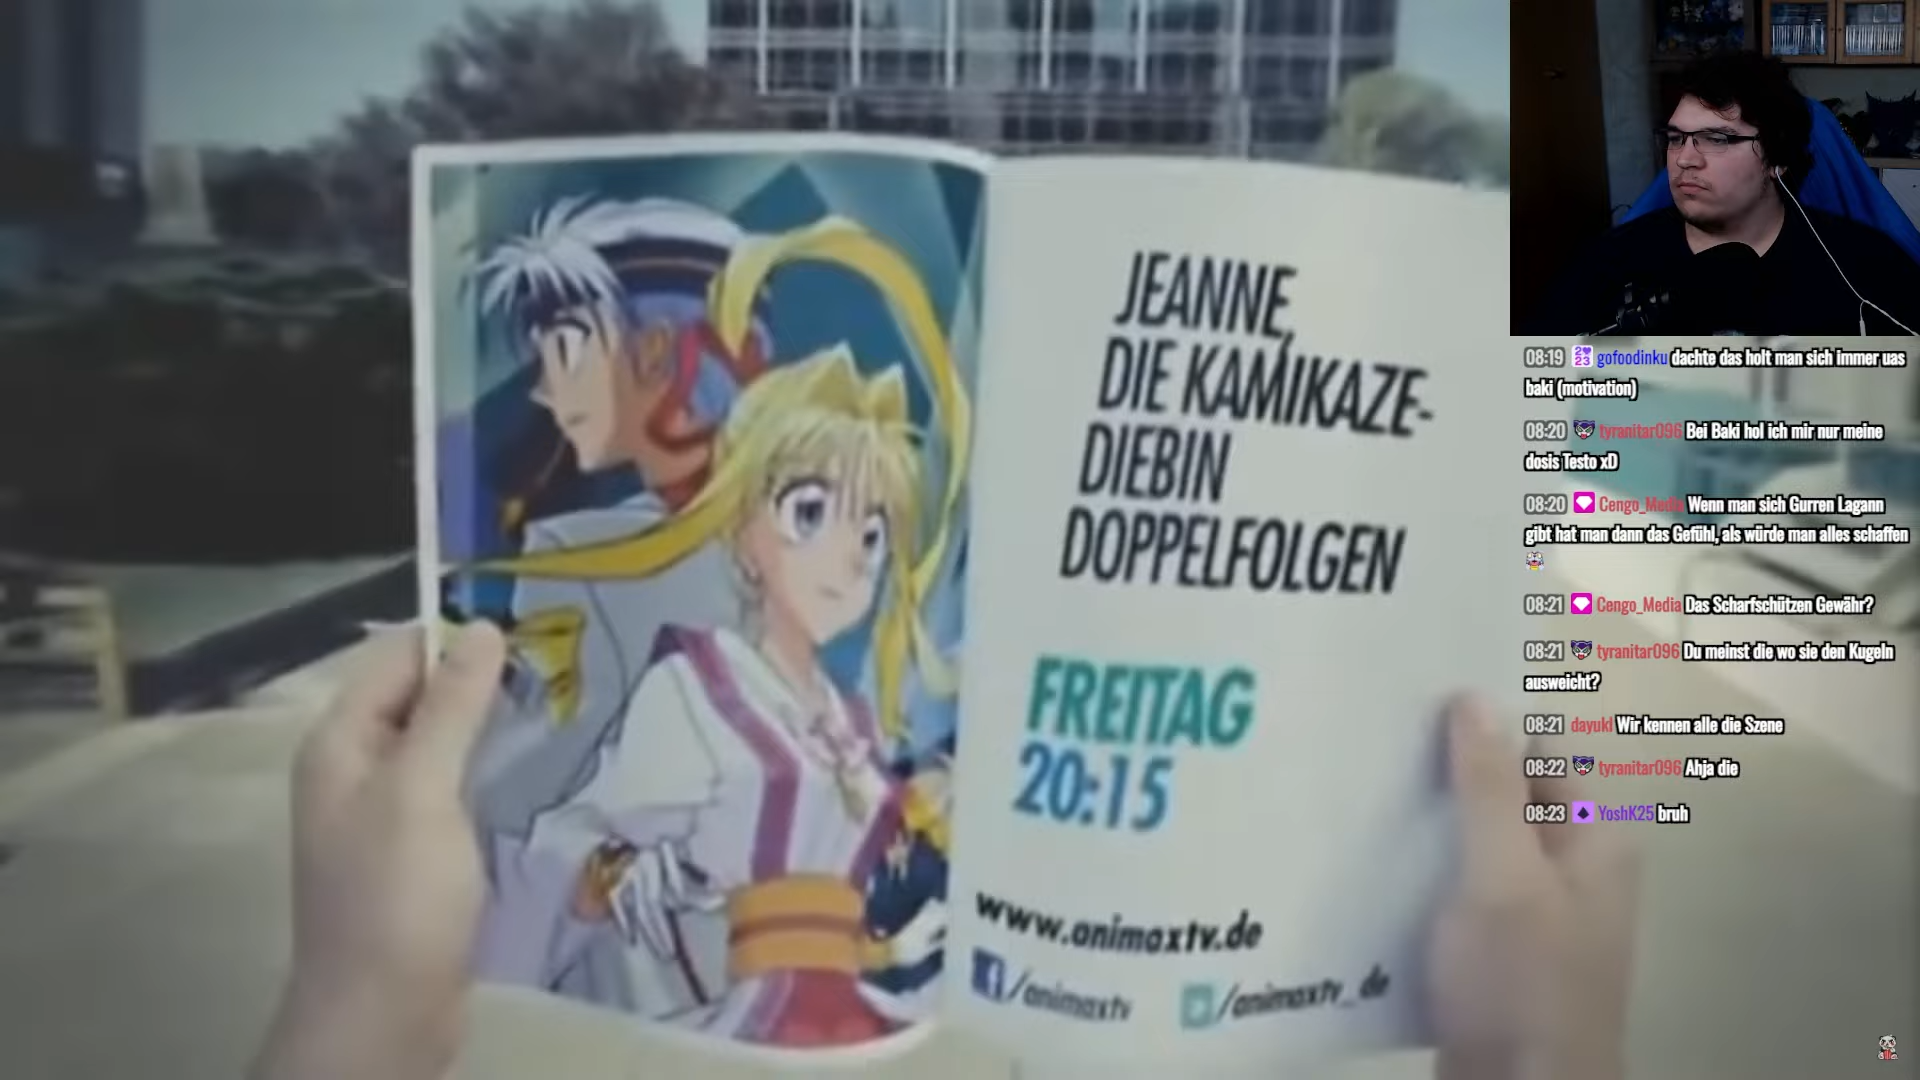 JEANNE,
DIE KAMIKAZE-
DIEBIN
DOPPELFOLGEN
FREITAG
20:15
www.animaxtv.de
/animaxtv
/animaxtv_de
08:19 gofoodinku dachte das holt man sich immer uas
baki (motivation)
08:20 tyranitar096 Bei Baki hol ich mir nur meine
dosis Testo xD
08:20 Cengo_Media Wenn man sich Gurren Lagann
gibt hat man dann das Gefühl, als würde man alles schaffen
08:21 Cengo_Media Das Scharfschützen Gewähr?
08:21 tyranitar096 Du meinst die wo sie den Kugeln
ausweicht?
08:21 dayukl Wir kennen alle die Szene
08:22 tyranitar096 Ahja die
08:23 YoshK25 bruh